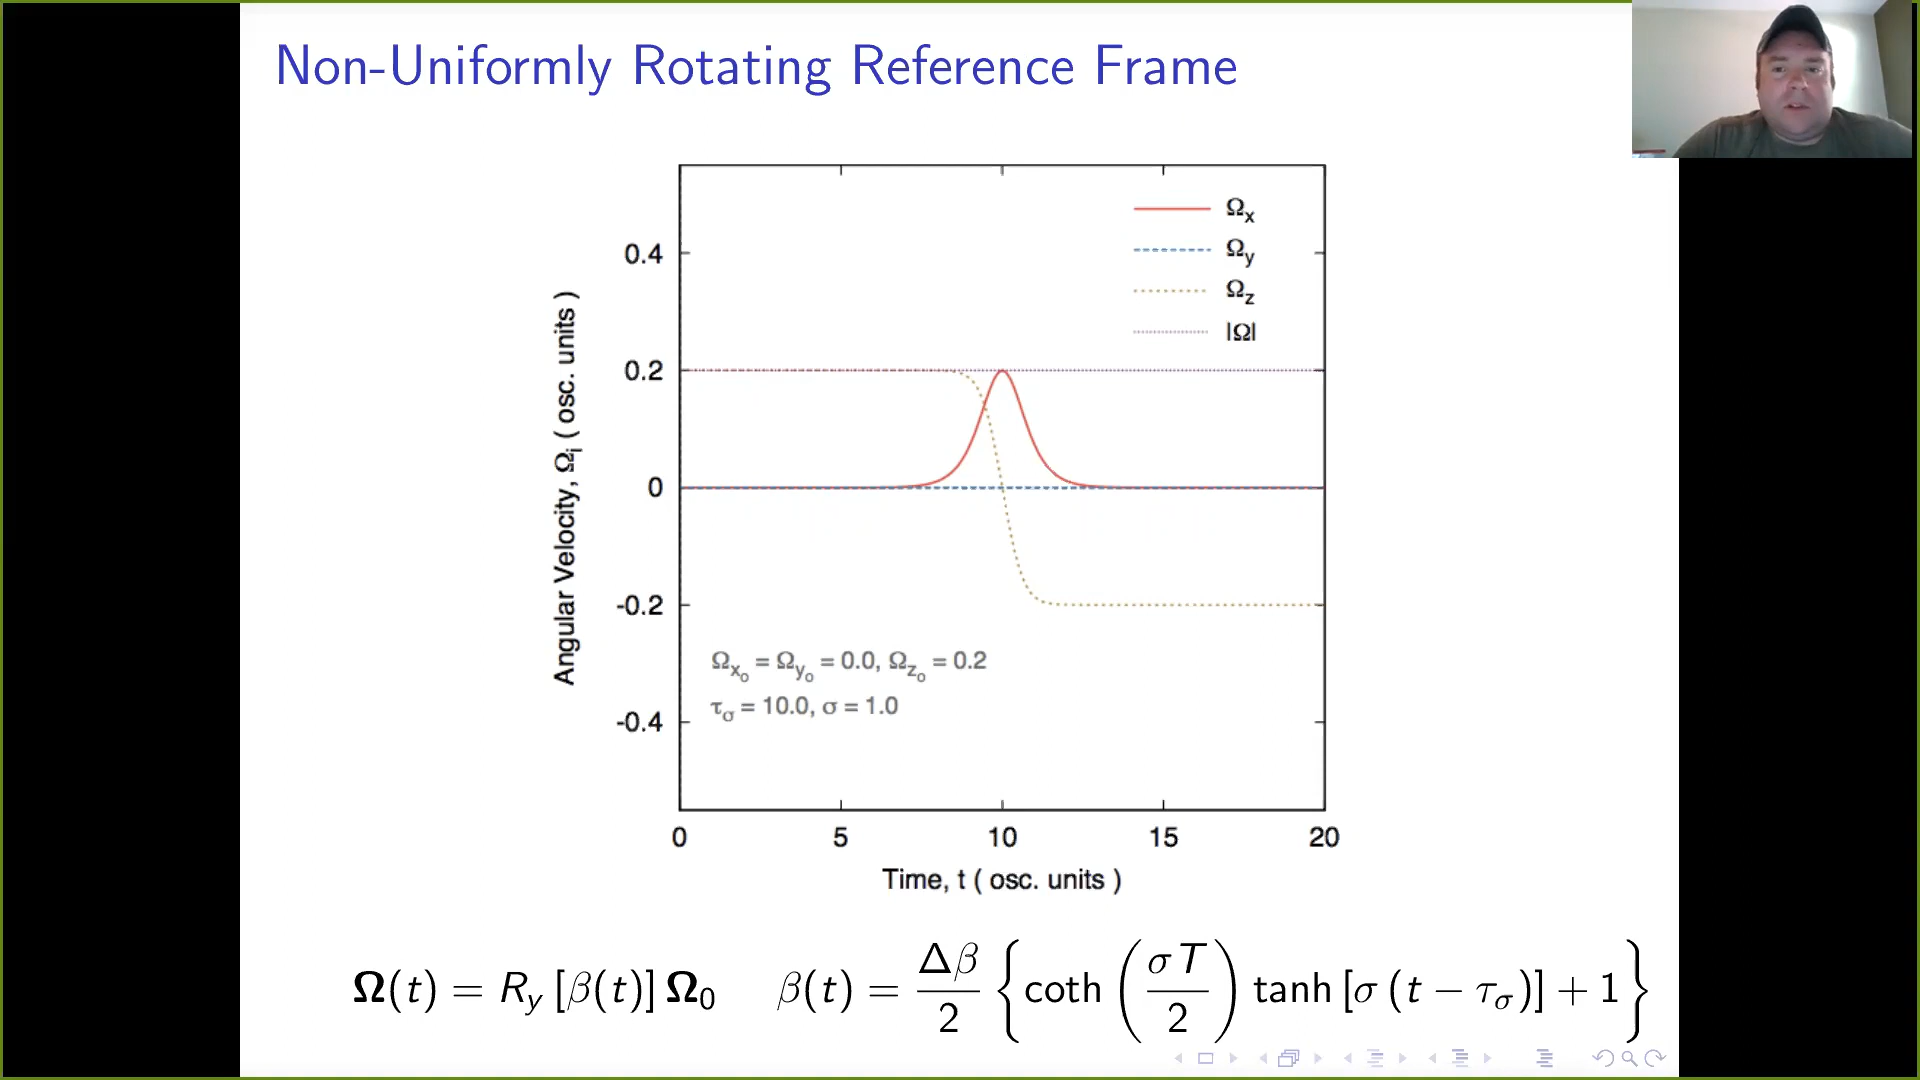 Non-Uniformly Rotating Reference Frame
Ωx
Ωy
Ωz
|Ω|
0.4
0.2
0
-0.2
-0.4
Angular Velocity, Ωi ( osc. units )
Ωxo = Ωyo = 0.0, Ωzo = 0.2
τσ = 10.0, σ = 1.0
0 5 10 15 20
Time, t ( osc. units )
Ω(t) = Ry [β(t)] Ω0 β(t) = Δβ/2 {coth (σT/2) tanh [σ (t − τσ)] + 1}